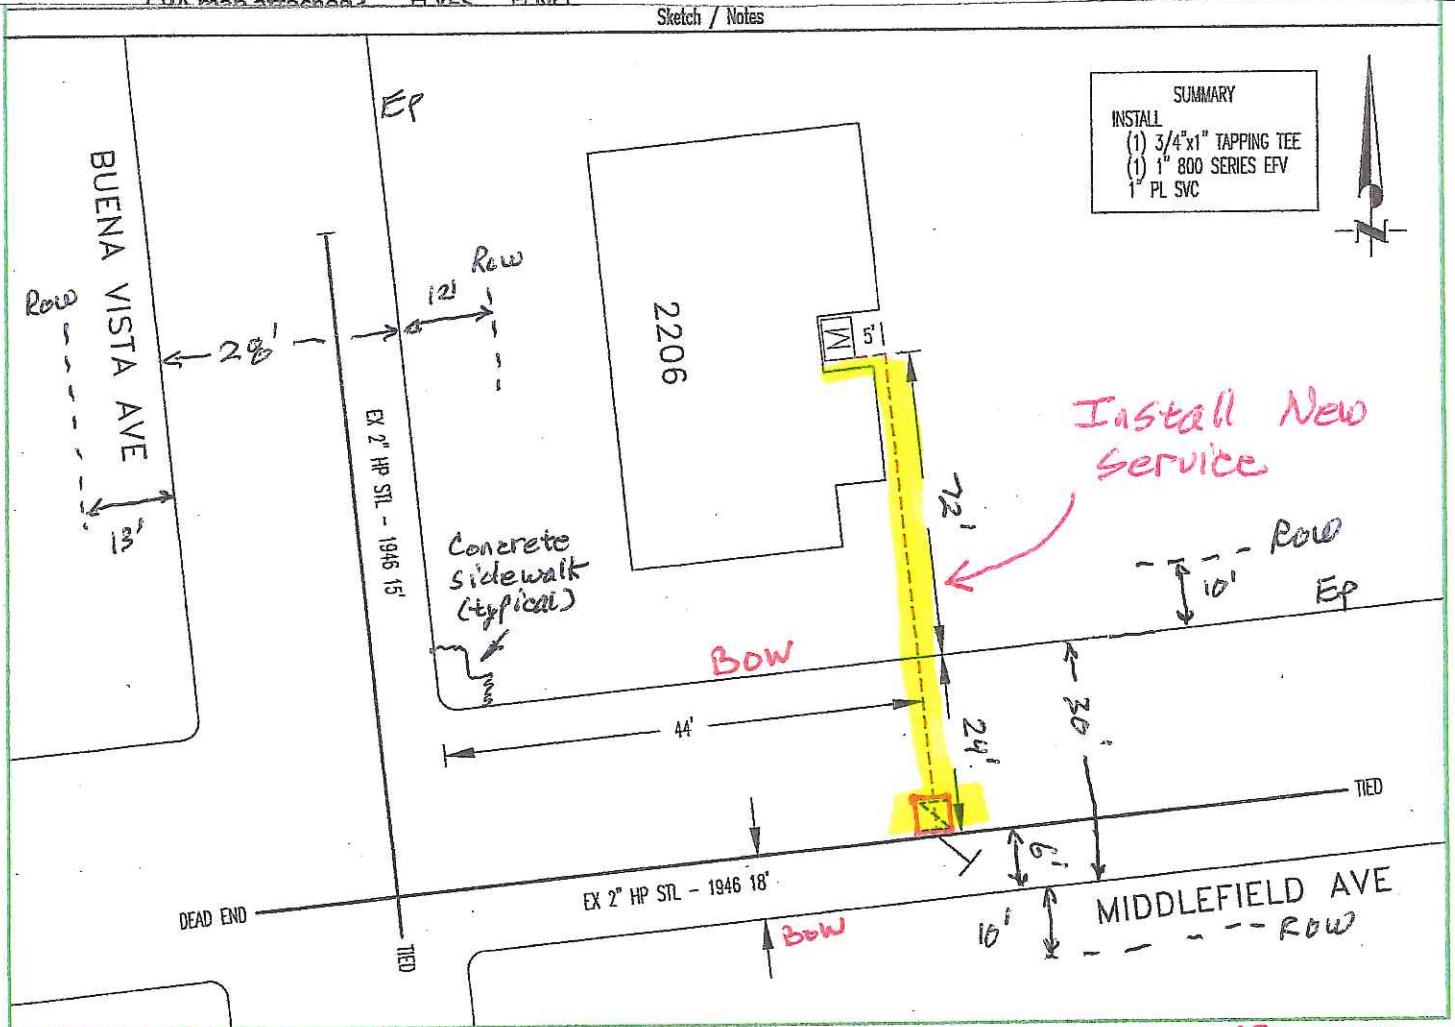 Sketch / Notes
SUMMARY
INSTALL
(1) 3/4"x1" TAPPING TEE
(1) 1" 800 SERIES EFV
1" PL SVC
N
EP
BUENA VISTA AVE
Row
Row
12'
28'
13'
2206
M
5'
EX 2" HP STL - 1946 15'
Concrete
sidewalk
(typical)
Install New
Service
72'
Row
10'
EP
BOW
44'
24'
30'
TIED
6'
EX 2" HP STL - 1946 18'
DEAD END
TIED
BOW
MIDDLEFIELD AVE
10'
ROW